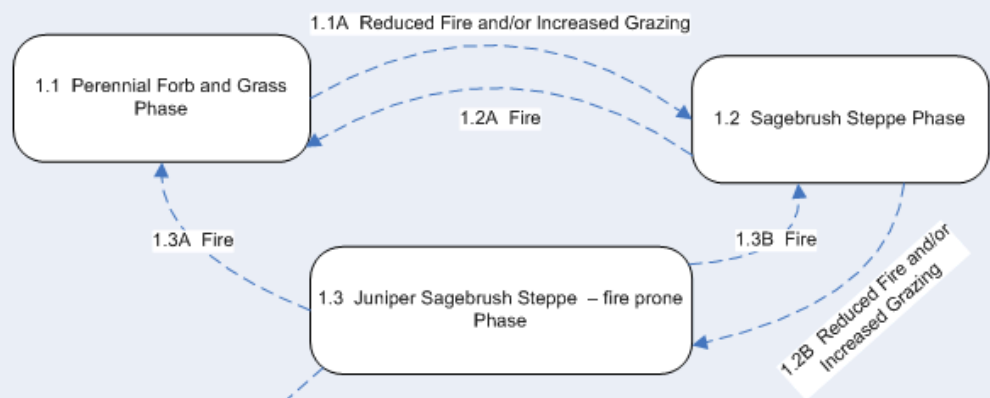 1.1A Reduced Fire and/or Increased Grazing
1.1 Perennial Forb and Grass
Phase
1.2A Fire
1.2 Sagebrush Steppe Phase
1.3A Fire
1.3B Fire
1.2B Reduced Fire and/or
Increased Grazing
1.3 Juniper Sagebrush Steppe – fire prone
Phase